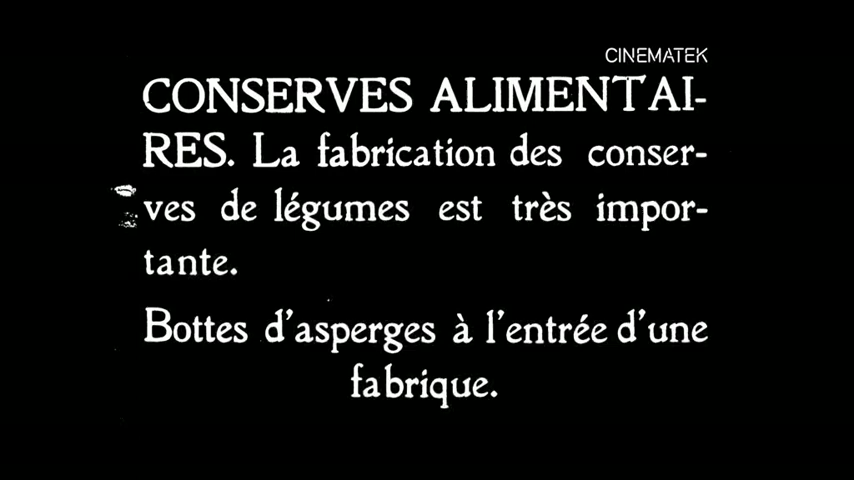 CINEMATEK
CONSERVES ALIMENTAI-
RES. La fabrication des conser-
ves de légumes est très impor-
tante.
Bottes d'asperges à l'entrée d'une
fabrique.